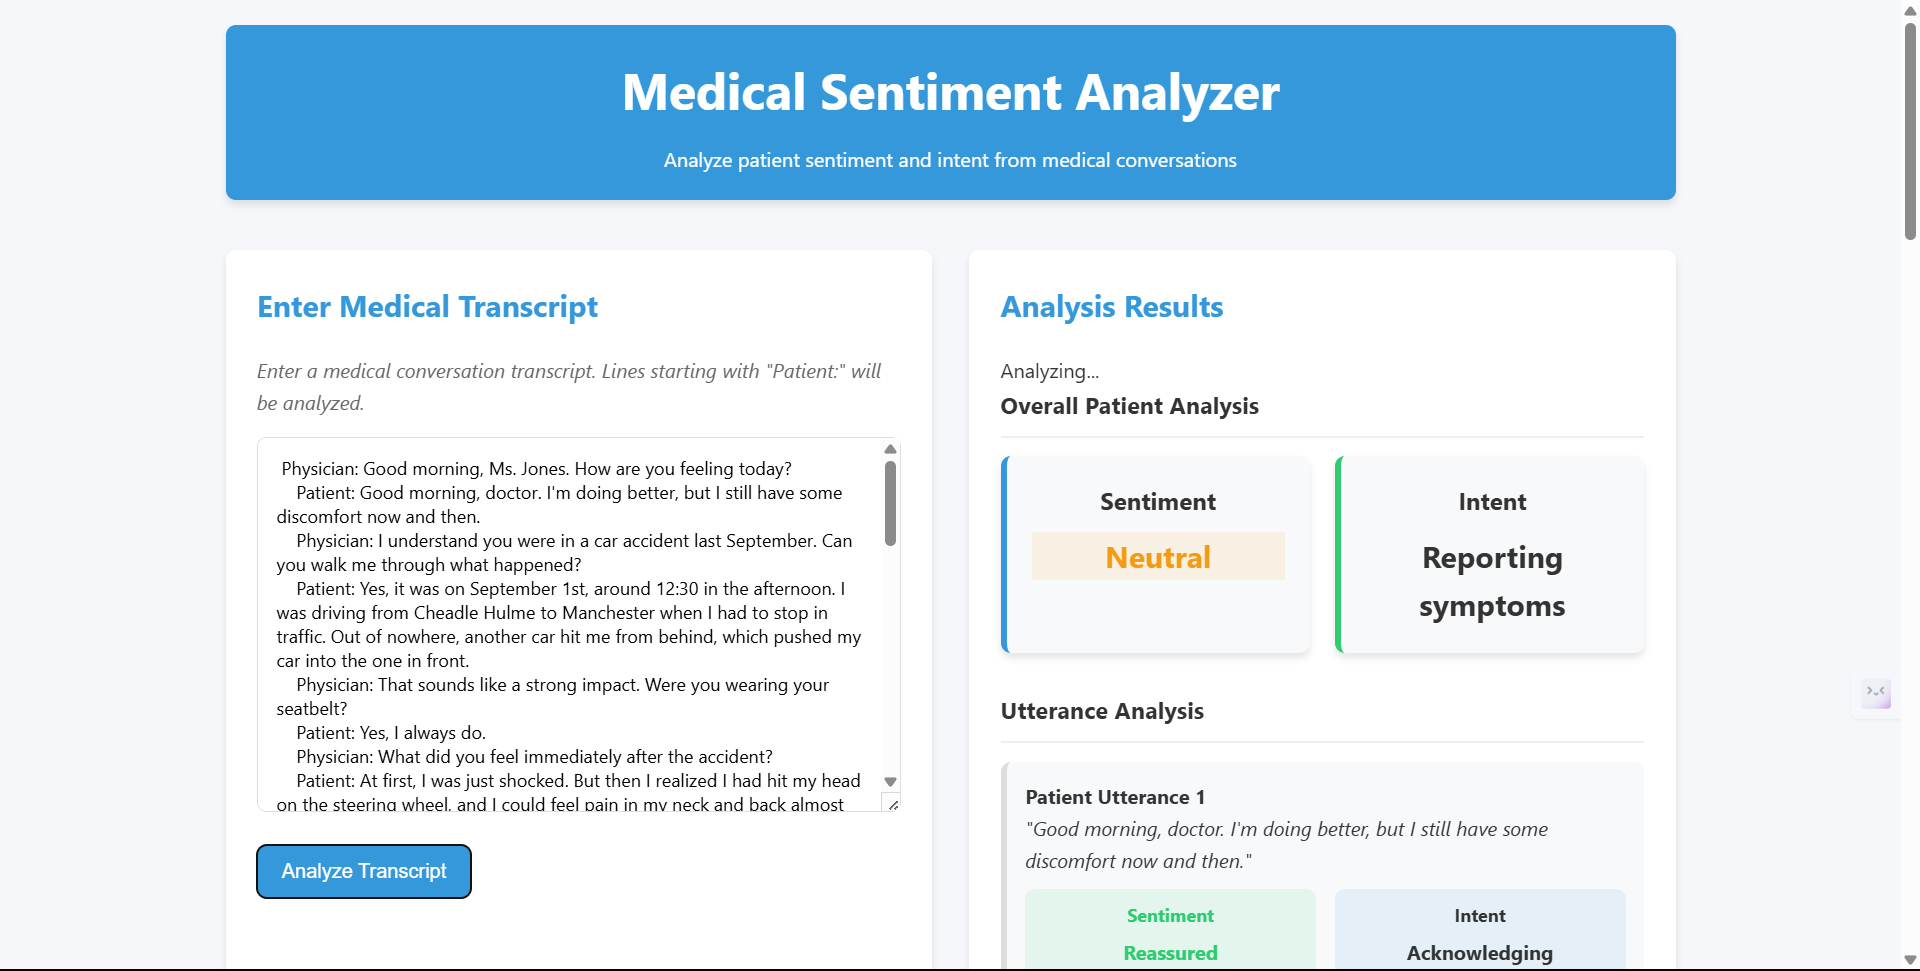 Medical Sentiment Analyzer
Analyze patient sentiment and intent from medical conversations
Enter Medical Transcript
Enter a medical conversation transcript. Lines starting with "Patient:" will
be analyzed.
Physician: Good morning, Ms. Jones. How are you feeling today?
Patient: Good morning, doctor. I'm doing better, but I still have some
discomfort now and then.
Physician: I understand you were in a car accident last September. Can
you walk me through what happened?
Patient: Yes, it was on September 1st, around 12:30 in the afternoon. I
was driving from Cheadle Hulme to Manchester when I had to stop in
traffic. Out of nowhere, another car hit me from behind, which pushed my
car into the one in front.
Physician: That sounds like a strong impact. Were you wearing your
seatbelt?
Patient: Yes, I always do.
Physician: What did you feel immediately after the accident?
Patient: At first, I was just shocked. But then I realized I had hit my head
on the steering wheel, and I could feel pain in my neck and back almost
Analyze Transcript
Analysis Results
Analyzing...
Overall Patient Analysis
Sentiment
Neutral
Intent
Reporting
symptoms
Utterance Analysis
Patient Utterance 1
"Good morning, doctor. I'm doing better, but I still have some
discomfort now and then."
Sentiment
Reassured
Intent
Acknowledging